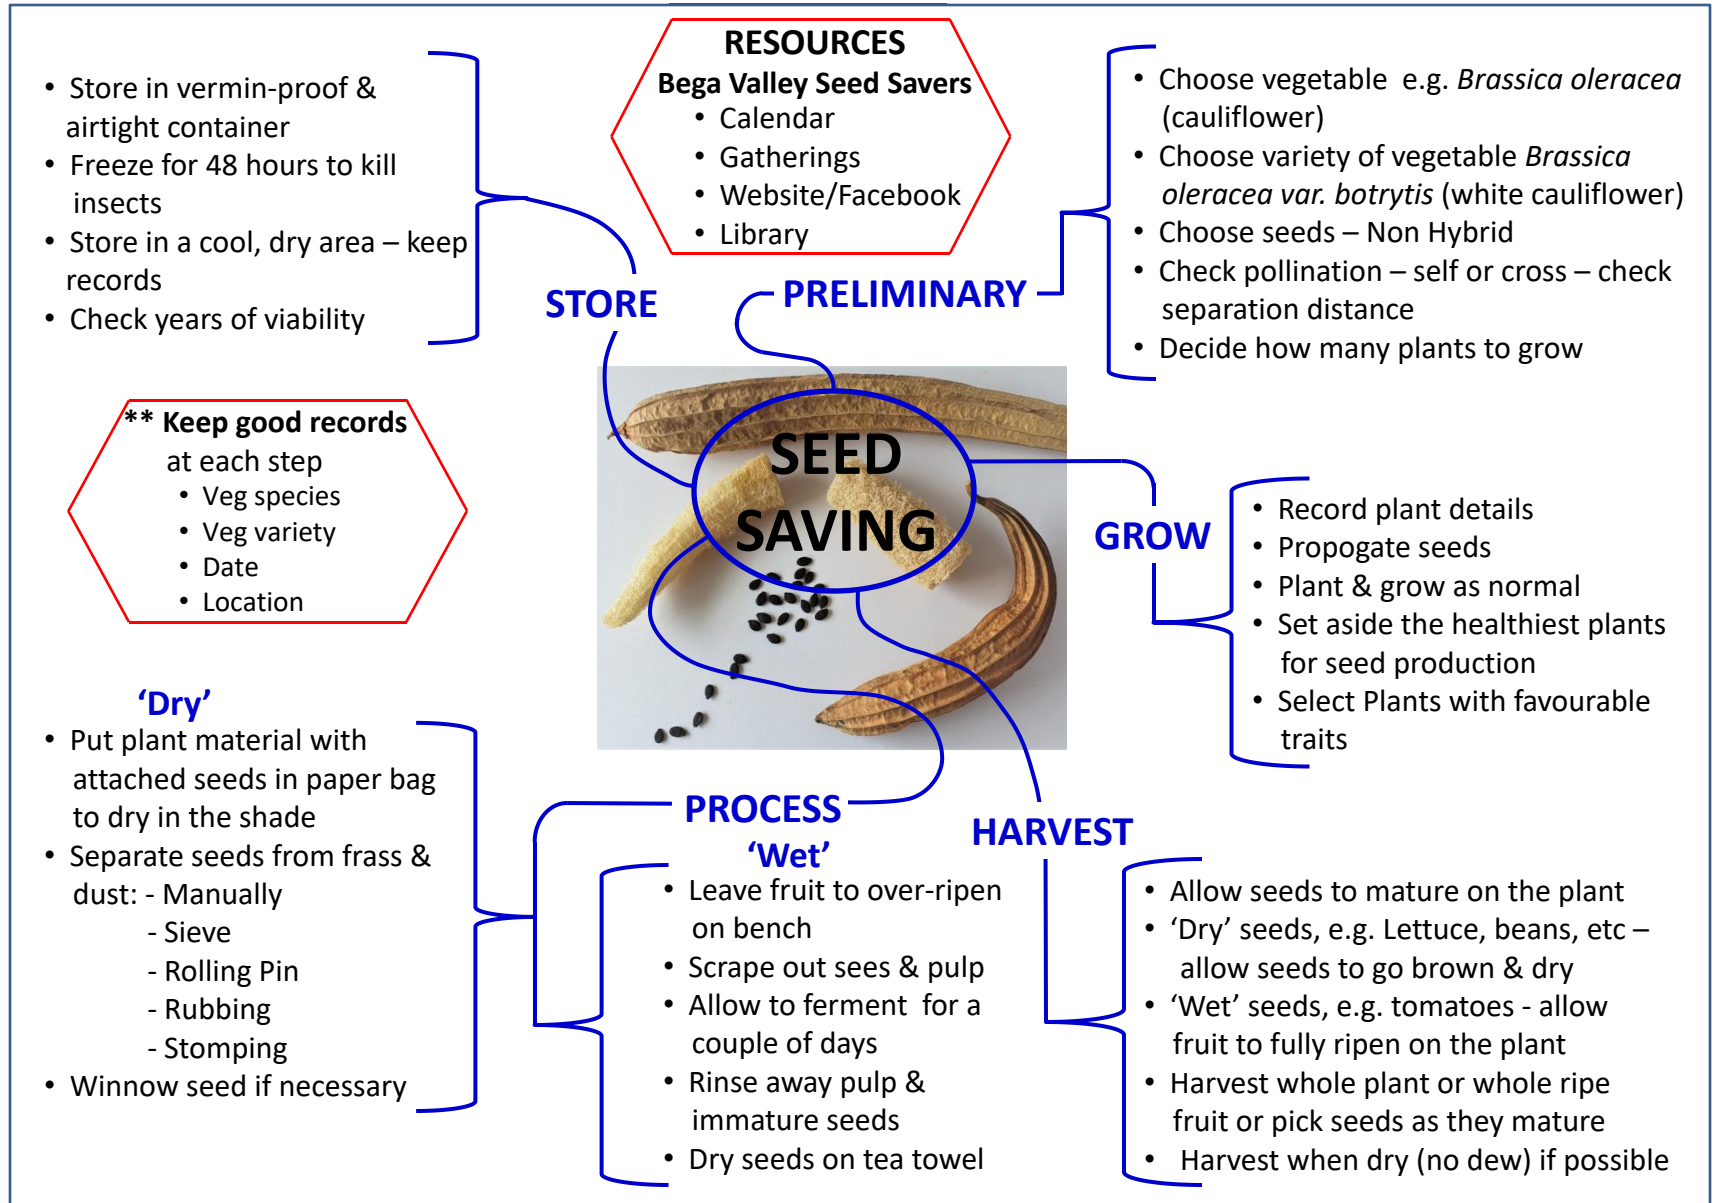 RESOURCES
Bega Valley Seed Savers
• Calendar
• Gatherings
• Website/Facebook
• Library
• Store in vermin-proof &
airtight container
• Freeze for 48 hours to kill
insects
• Store in a cool, dry area – keep
records
• Check years of viability
STORE
PRELIMINARY
• Choose vegetable e.g. Brassica oleracea
(cauliflower)
• Choose variety of vegetable Brassica
oleracea var. botrytis (white cauliflower)
• Choose seeds – Non Hybrid
• Check pollination – self or cross – check
separation distance
• Decide how many plants to grow
** Keep good records
at each step
• Veg species
• Veg variety
• Date
• Location
SEED
SAVING
GROW
• Record plant details
• Propogate seeds
• Plant & grow as normal
• Set aside the healthiest plants
for seed production
• Select Plants with favourable
traits
‘Dry’
• Put plant material with
attached seeds in paper bag
to dry in the shade
• Separate seeds from frass &
dust: - Manually
- Sieve
- Rolling Pin
- Rubbing
- Stomping
• Winnow seed if necessary
PROCESS
‘Wet’
• Leave fruit to over-ripen
on bench
• Scrape out sees & pulp
• Allow to ferment for a
couple of days
• Rinse away pulp &
immature seeds
• Dry seeds on tea towel
HARVEST
• Allow seeds to mature on the plant
• ‘Dry’ seeds, e.g. Lettuce, beans, etc –
allow seeds to go brown & dry
• ‘Wet’ seeds, e.g. tomatoes - allow
fruit to fully ripen on the plant
• Harvest whole plant or whole ripe
fruit or pick seeds as they mature
• Harvest when dry (no dew) if possible